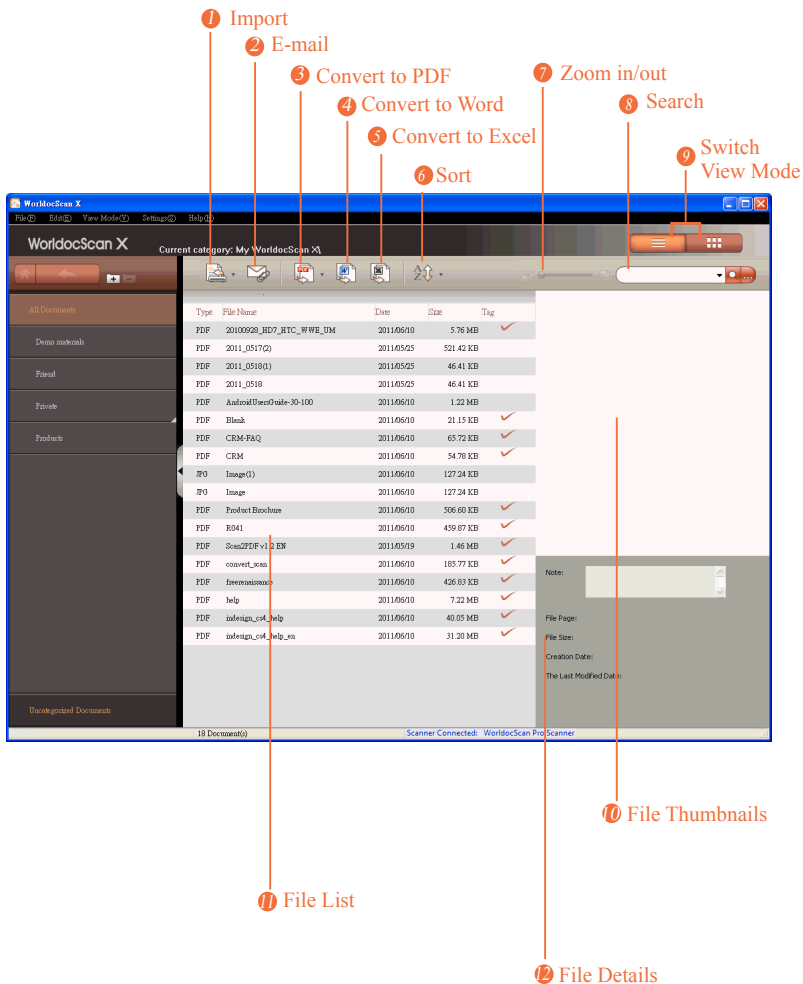 1 Import
2 E-mail
3 Convert to PDF
4 Convert to Word
5 Convert to Excel
6 Sort
7 Zoom in/out
8 Search
9 Switch
View Mode
WorldocScan X
File(F) Edit(E) View Mode(V) Settings(S) Help(H)
WorldocScan X
Current category: My WorldocScan X\
All Documents
Demo materials
Friend
Private
Products
Uncategorized Documents
Type File Name Date Size Tag
PDF 20100928_HD7_HTC_WWE_UM 2011/06/10 5.76 MB
PDF 2011_0517(2) 2011/05/25 521.42 KB
PDF 2011_0518(1) 2011/05/25 46.41 KB
PDF 2011_0518 2011/05/25 46.41 KB
PDF AndroidUsersGuide-30-100 2011/06/10 1.22 MB
PDF Blank 2011/06/10 21.15 KB
PDF CRM-FAQ 2011/06/10 65.72 KB
PDF CRM 2011/06/10 54.78 KB
JPG Image(1) 2011/06/10 127.24 KB
JPG Image 2011/06/10 127.24 KB
PDF Product Brochure 2011/06/10 506.60 KB
PDF R041 2011/06/10 459.87 KB
PDF Scan2PDF v1.2 EN 2011/05/19 1.46 MB
PDF convert_scan 2011/06/10 185.77 KB
PDF freerenaissance 2011/06/10 426.83 KB
PDF help 2011/06/10 7.22 MB
PDF indesign_cs4_help 2011/06/10 40.05 MB
PDF indesign_cs4_help_en 2011/06/10 31.20 MB
Note:
File Page:
File Size:
Creation Date:
The Last Modified Date:
18 Document(s) Scanner Connected: WorldocScan Pro Scanner
10 File Thumbnails
11 File List
12 File Details